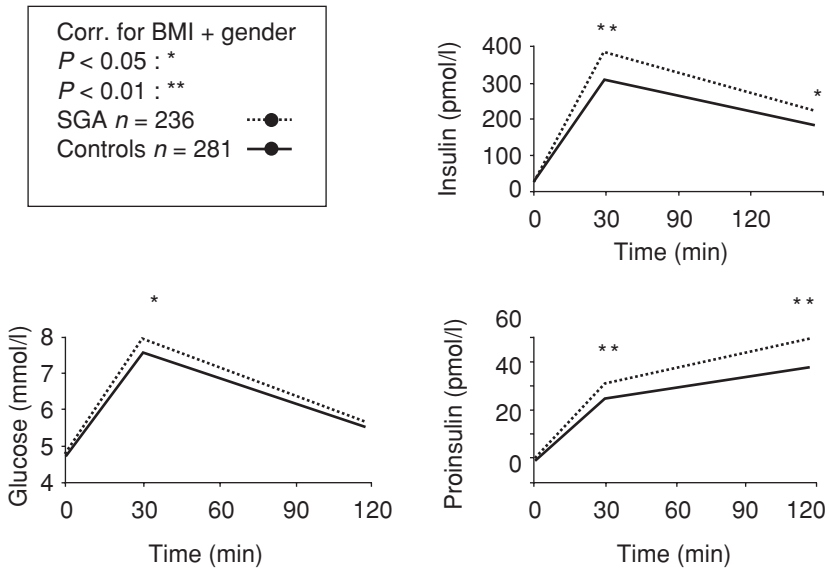 Corr. for BMI + gender
P < 0.05 : *
P < 0.01 : **
SGA n = 236
Controls n = 281
Insulin (pmol/l)
400
300
200
100
0
**
*
0 30 90 120
Time (min)
Glucose (mmol/l)
8
7
6
5
4
*
0 30 60 90 120
Time (min)
Proinsulin (pmol/l)
60
40
20
0
**
**
0 30 60 90 120
Time (min)